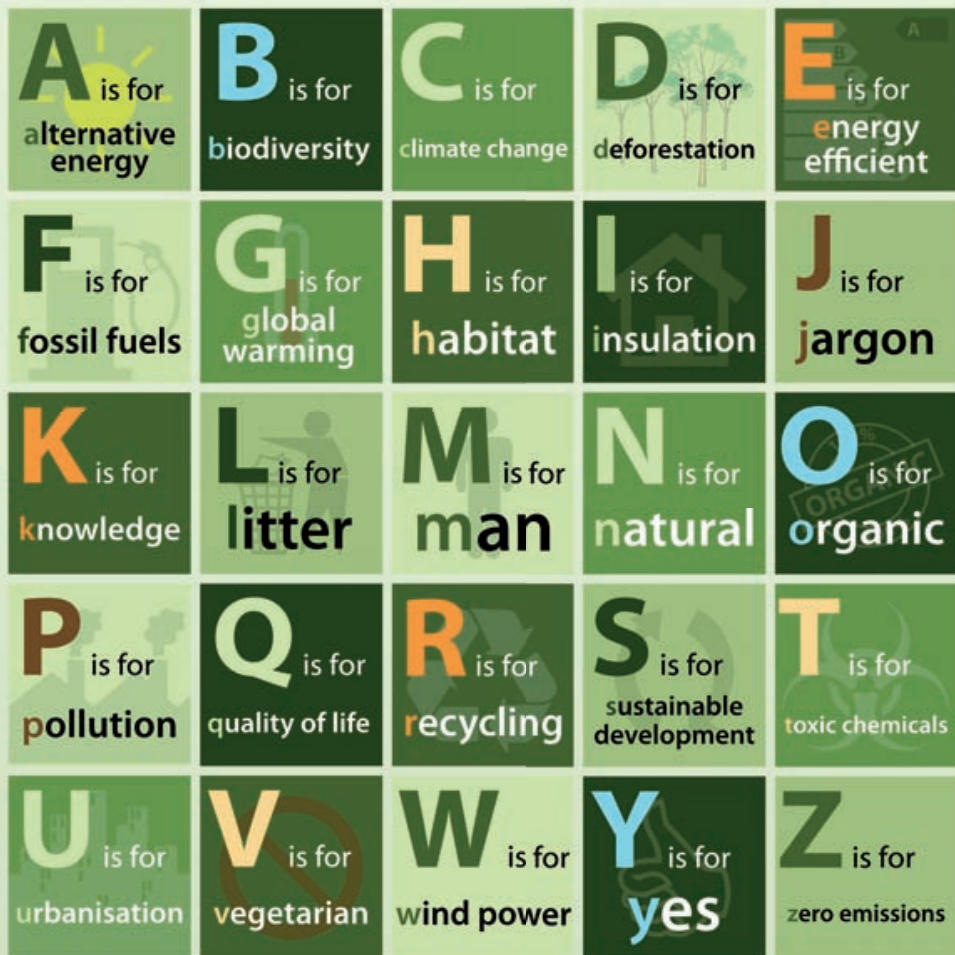 A is for
alternative
energy
B is for
biodiversity
C is for
climate change
D is for
deforestation
E is for
energy
efficient
A
B
F is for
fossil fuels
G is for
global
warming
H is for
habitat
I is for
insulation
J is for
jargon
K is for
knowledge
L is for
litter
M is for
man
N is for
natural
O is for
organic
ORGANIC
P is for
pollution
Q is for
quality of life
R is for
recycling
S is for
sustainable
development
T is for
toxic chemicals
U is for
urbanisation
V is for
vegetarian
W is for
wind power
Y is for
yes
Z is for
zero emissions